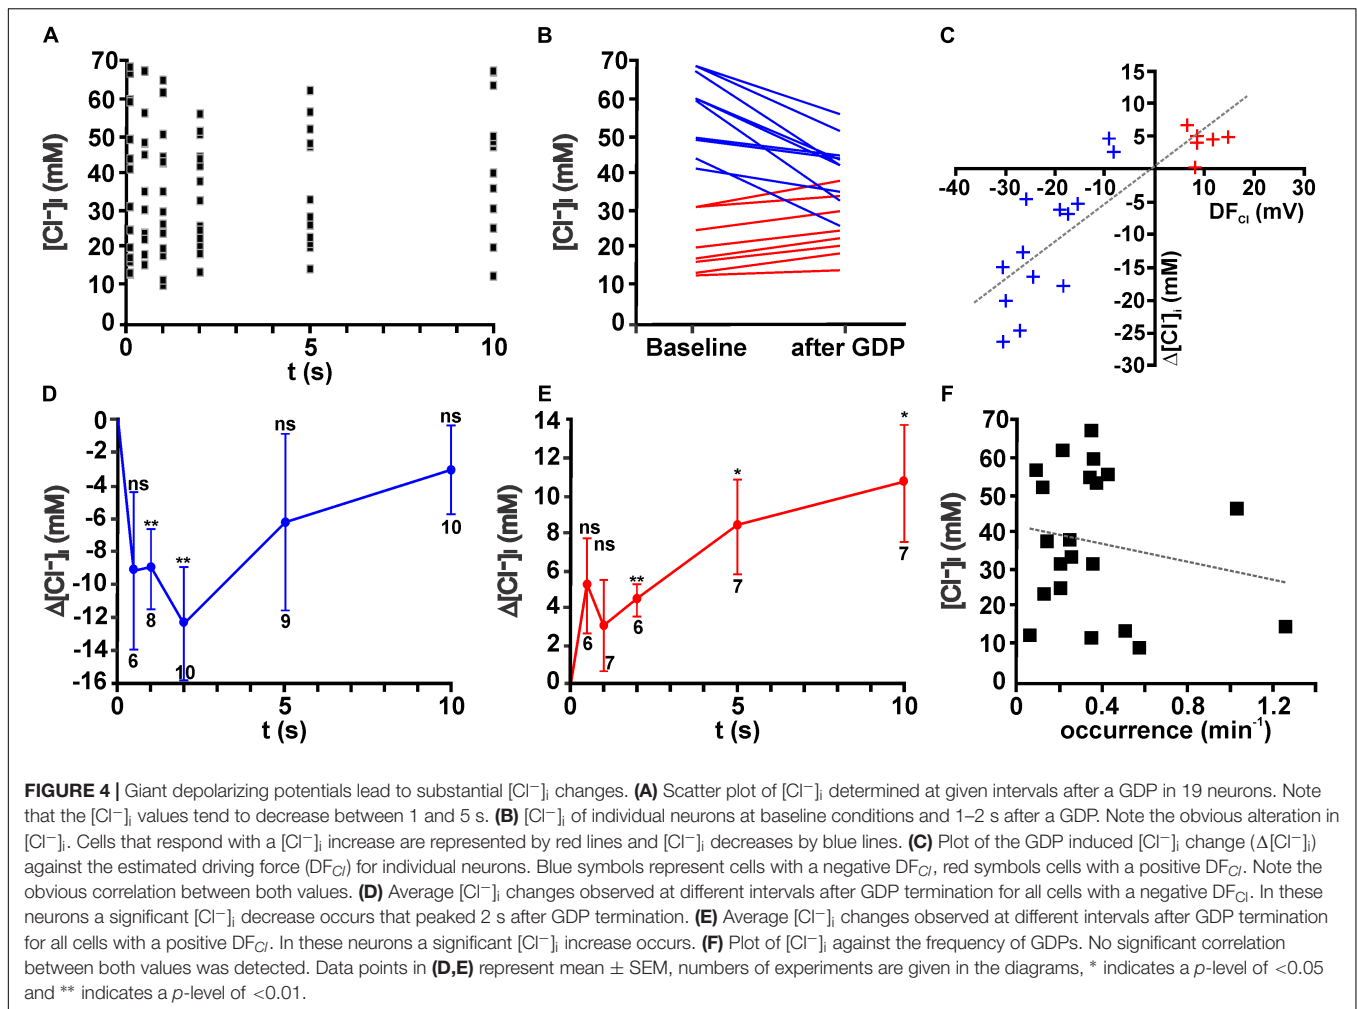 A
70
60
50
40
30
20
10
0
[Cl⁻]ᵢ (mM)
0
5
10
t (s)
B
70
60
50
40
30
20
10
0
[Cl⁻]ᵢ (mM)
Baseline
after GDP
C
15
10
5
-40
-30
-20
-10
10
20
30
-5
-10
-15
-20
-25
-30
DF_Cl (mV)
Δ[Cl⁻]ᵢ (mM)
D
0
-2
-4
-6
-8
-10
-12
-14
-16
Δ[Cl⁻]ᵢ (mM)
ns
**
**
ns
ns
6
8
10
9
10
0
5
10
t (s)
E
14
12
10
8
6
4
2
0
Δ[Cl⁻]ᵢ (mM)
ns
ns
**
*
*
6
7
6
7
7
0
5
10
t (s)
F
70
60
50
40
30
20
10
0
[Cl⁻]ᵢ (mM)
0
0.4
0.8
1.2
occurrence (min⁻¹)
FIGURE 4 | Giant depolarizing potentials lead to substantial [Cl⁻]ᵢ changes. (A) Scatter plot of [Cl⁻]ᵢ determined at given intervals after a GDP in 19 neurons. Note
that the [Cl⁻]ᵢ values tend to decrease between 1 and 5 s. (B) [Cl⁻]ᵢ of individual neurons at baseline conditions and 1–2 s after a GDP. Note the obvious alteration in
[Cl⁻]ᵢ. Cells that respond with a [Cl⁻]ᵢ increase are represented by red lines and [Cl⁻]ᵢ decreases by blue lines. (C) Plot of the GDP induced [Cl⁻]ᵢ change (Δ[Cl⁻]ᵢ)
against the estimated driving force (DF_Cl) for individual neurons. Blue symbols represent cells with a negative DF_Cl, red symbols cells with a positive DF_Cl. Note the
obvious correlation between both values. (D) Average [Cl⁻]ᵢ changes observed at different intervals after GDP termination for all cells with a negative DF_Cl. In these
neurons a significant [Cl⁻]ᵢ decrease occurs that peaked 2 s after GDP termination. (E) Average [Cl⁻]ᵢ changes observed at different intervals after GDP termination
for all cells with a positive DF_Cl. In these neurons a significant [Cl⁻]ᵢ increase occurs. (F) Plot of [Cl⁻]ᵢ against the frequency of GDPs. No significant correlation
between both values was detected. Data points in (D,E) represent mean ± SEM, numbers of experiments are given in the diagrams, * indicates a p-level of <0.05
and ** indicates a p-level of <0.01.